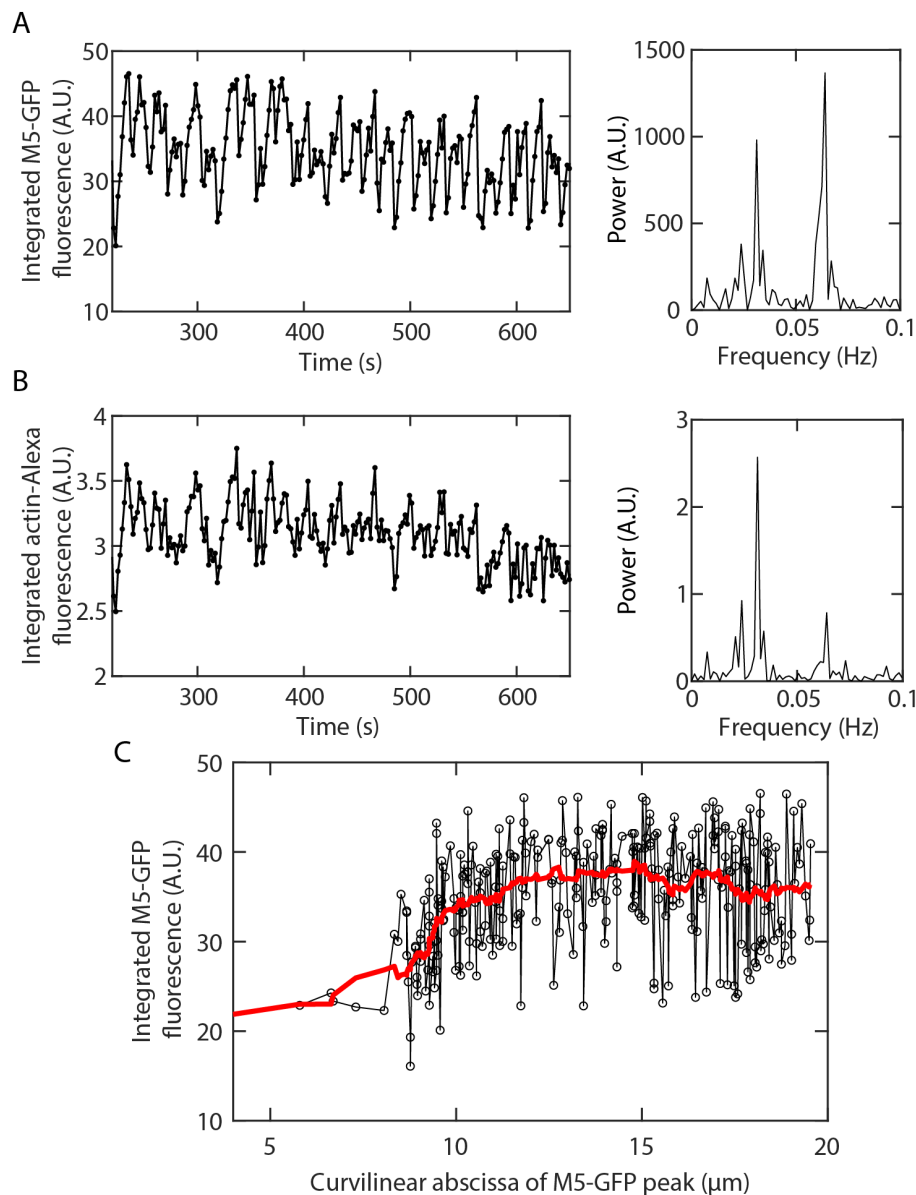 A
Integrated M5-GFP
fluorescence (A.U.)
50
40
30
20
10
300
400
500
600
Time (s)
Power (A.U.)
1500
1000
500
0
0
0.05
0.1
Frequency (Hz)
B
Integrated actin-Alexa
fluorescence (A.U.)
4
3.5
3
2.5
2
300
400
500
600
Time (s)
Power (A.U.)
3
2
1
0
0
0.05
0.1
Frequency (Hz)
C
Integrated M5-GFP
fluorescence (A.U.)
50
40
30
20
10
5
10
15
20
Curvilinear abscissa of M5-GFP peak (μm)